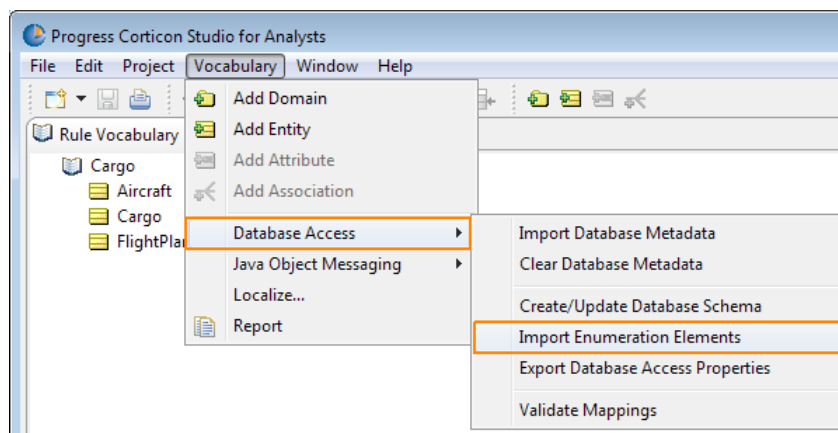 Progress Corticon Studio for Analysts
File Edit Project Vocabulary Window Help
Rule Vocabulary
Cargo
Aircraft
Cargo
FlightPla
Add Domain
Add Entity
Add Attribute
Add Association
Database Access
Java Object Messaging
Localize...
Report
Import Database Metadata
Clear Database Metadata
Create/Update Database Schema
Import Enumeration Elements
Export Database Access Properties
Validate Mappings